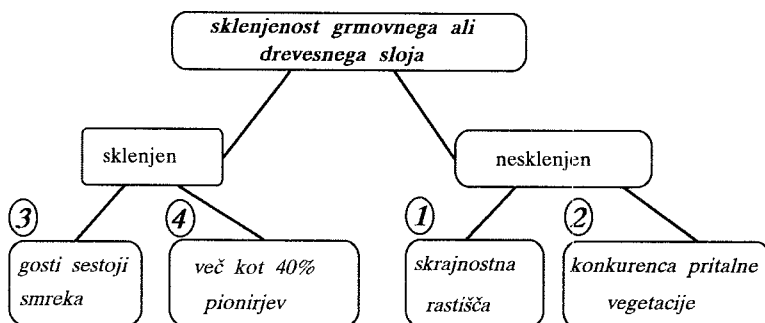 sklenjenost grmovnega ali
drevesnega sloja
sklenjen
nesklenjen
3
gosti sestoji
smreka
4
več kot 40%
pionirjev
1
skrajnostna
rastišča
2
konkurenca pritalne
vegetacije